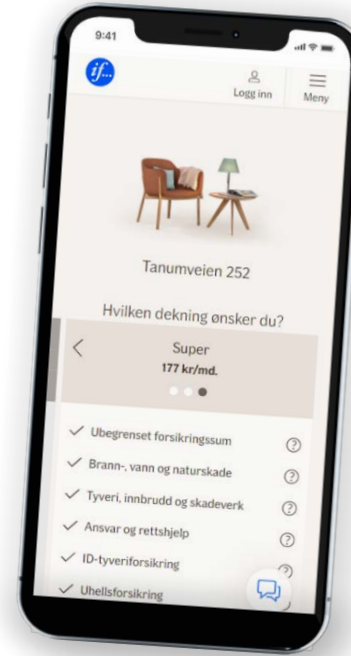 9:41
if...
Logg inn
Meny
Tanumveien 252
Hvilken dekning ønsker du?
Super
177 kr/md.
Ubegrenset forsikringssum
Brann-, vann og naturskade
Tyveri, innbrudd og skadeverk
Ansvar og rettshjelp
ID-tyveriforsikring
Uhellsforsikring